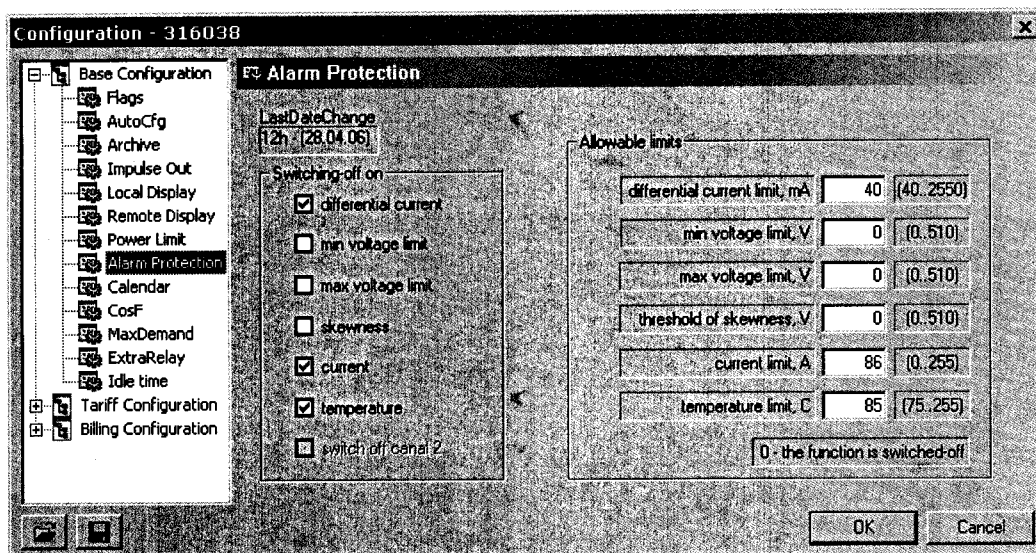 Configuration - 316038
Base Configuration
Flags
AutoCfg
Archive
Impulse Out
Local Display
Remote Display
Power Limit
Alarm Protection
Calendar
CosF
MaxDemand
ExtraRelay
Idle time
Tariff Configuration
Billing Configuration
Alarm Protection
LastDateChange
12h - [28.04.06]
Switching-off on
differential current
min voltage limit
max voltage limit
skewness
current
temperature
switch off canal 2
Allowable limits
differential current limit, mA 40 (40..2550)
min voltage limit, V 0 (0..510)
max voltage limit, V 0 (0..510)
threshold of skewness, V 0 (0..510)
current limit, A 86 (0..255)
temperature limit, C 85 (75..255)
0 - the function is switched-off
OK Cancel